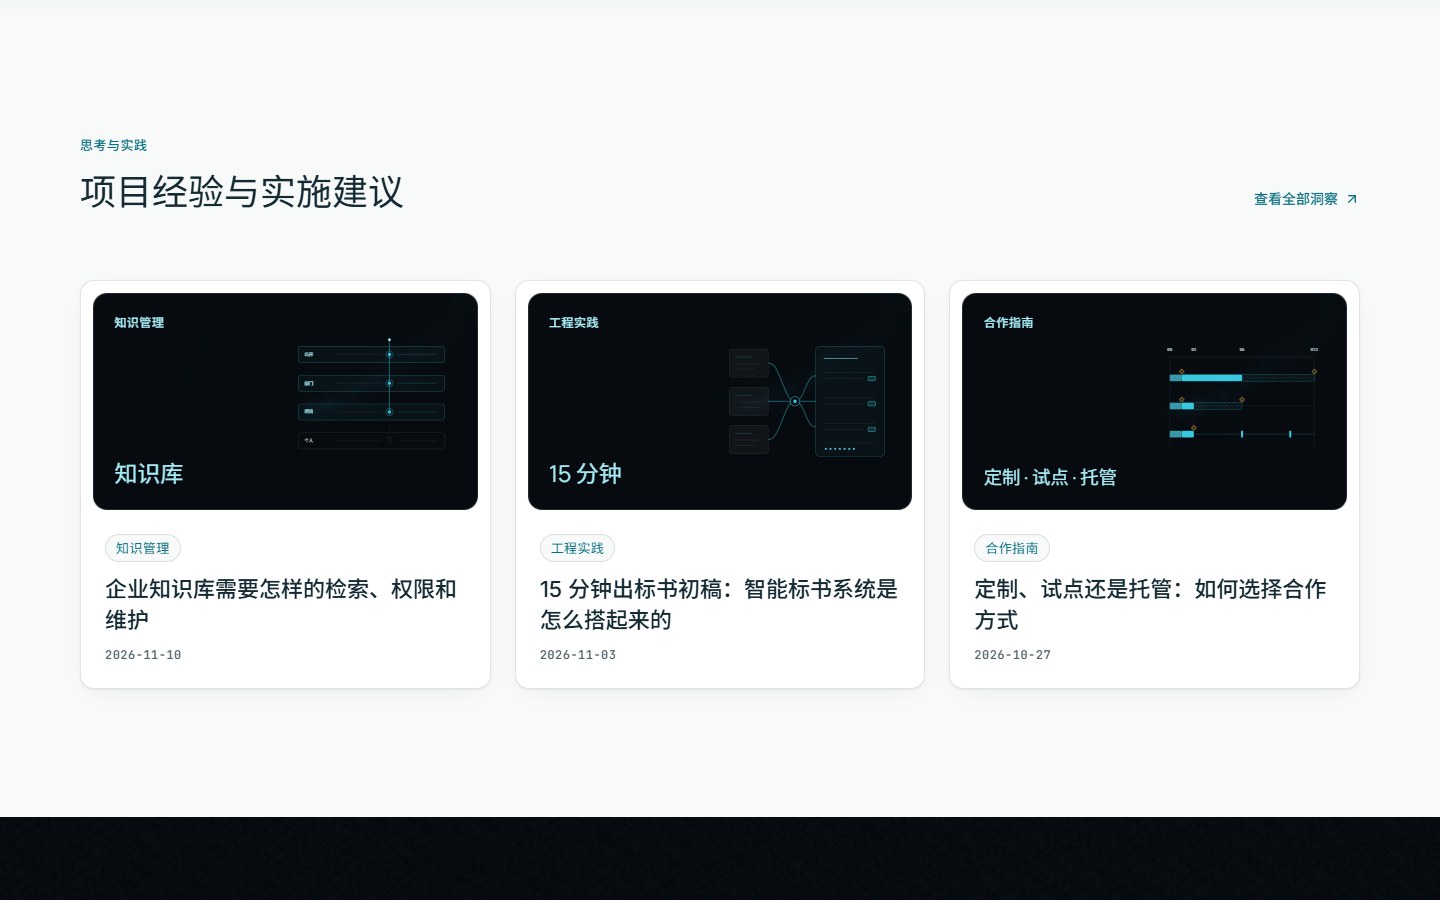 思考与实践
项目经验与实施建议
查看全部洞察
知识管理
部门
个人
知识库
知识管理
企业知识库需要怎样的检索、权限和
维护
2026-11-10
工程实践
15 分钟
工程实践
15 分钟出标书初稿：智能标书系统是
怎么搭起来的
2026-11-03
合作指南
定制 · 试点 · 托管
合作指南
定制、试点还是托管：如何选择合作
方式
2026-10-27